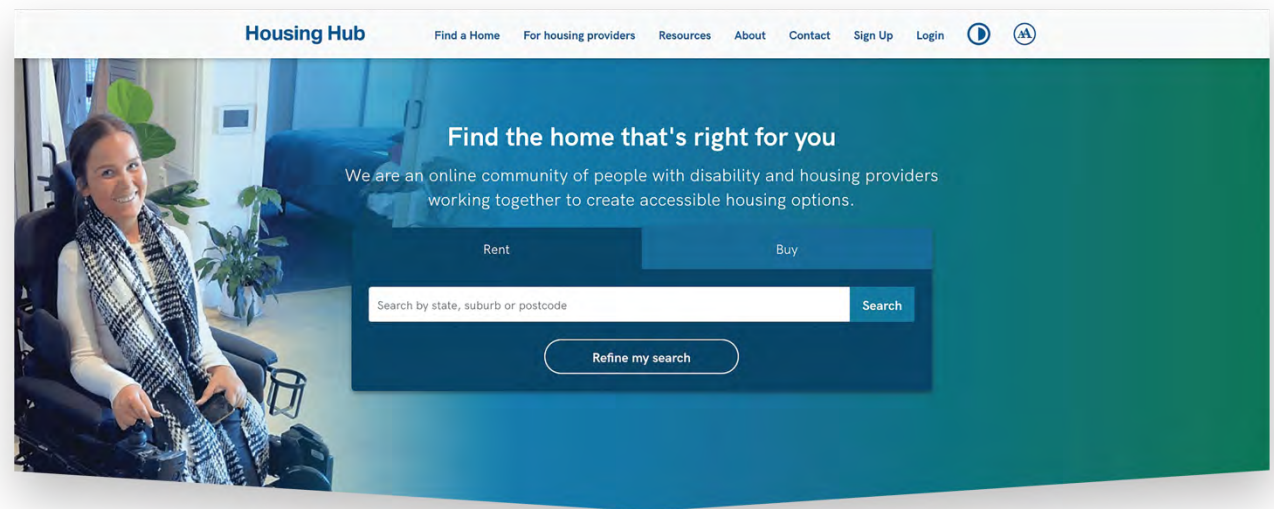 Housing Hub
Find a Home
For housing providers
Resources
About
Contact
Sign Up
Login
AA
Find the home that's right for you
We are an online community of people with disability and housing providers
working together to create accessible housing options.
Rent
Buy
Search by state, suburb or postcode
Search
Refine my search